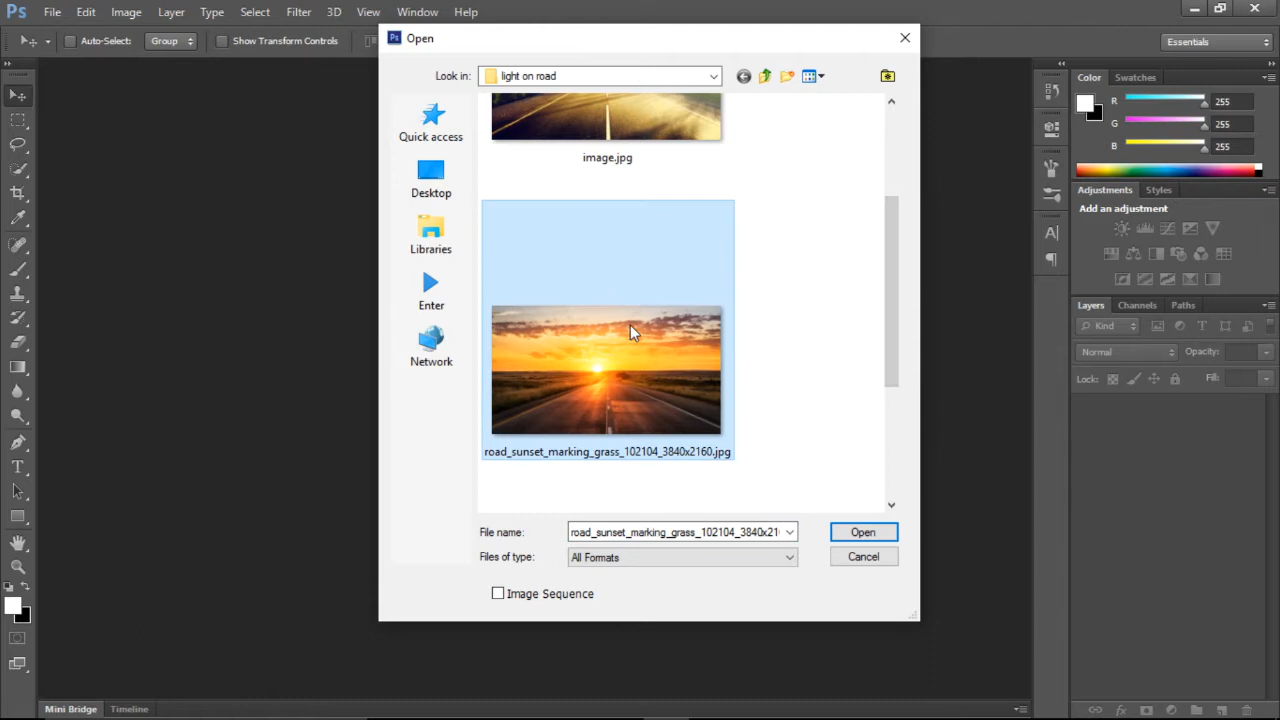 Ps File Edit Image Layer Type Select Filter 3D View Window Help
Auto-Select: Group Show Transform Controls
Essentials
Ps Open
Look in: light on road
Quick access
Desktop
Libraries
Enter
Network
image.jpg
road_sunset_marking_grass_102104_3840x2160.jpg
File name: road_sunset_marking_grass_102104_3840x21
Open
Files of type: All Formats
Cancel
Image Sequence
Color Swatches
R 255
G 255
B 255
Adjustments Styles
Add an adjustment
Layers Channels Paths
Kind
Normal Opacity:
Lock: Fill:
Mini Bridge Timeline